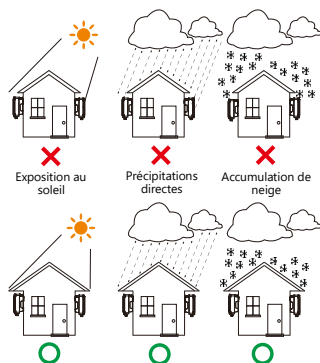 Exposition au
soleil
Précipitations
directes
Accumulation de
neige